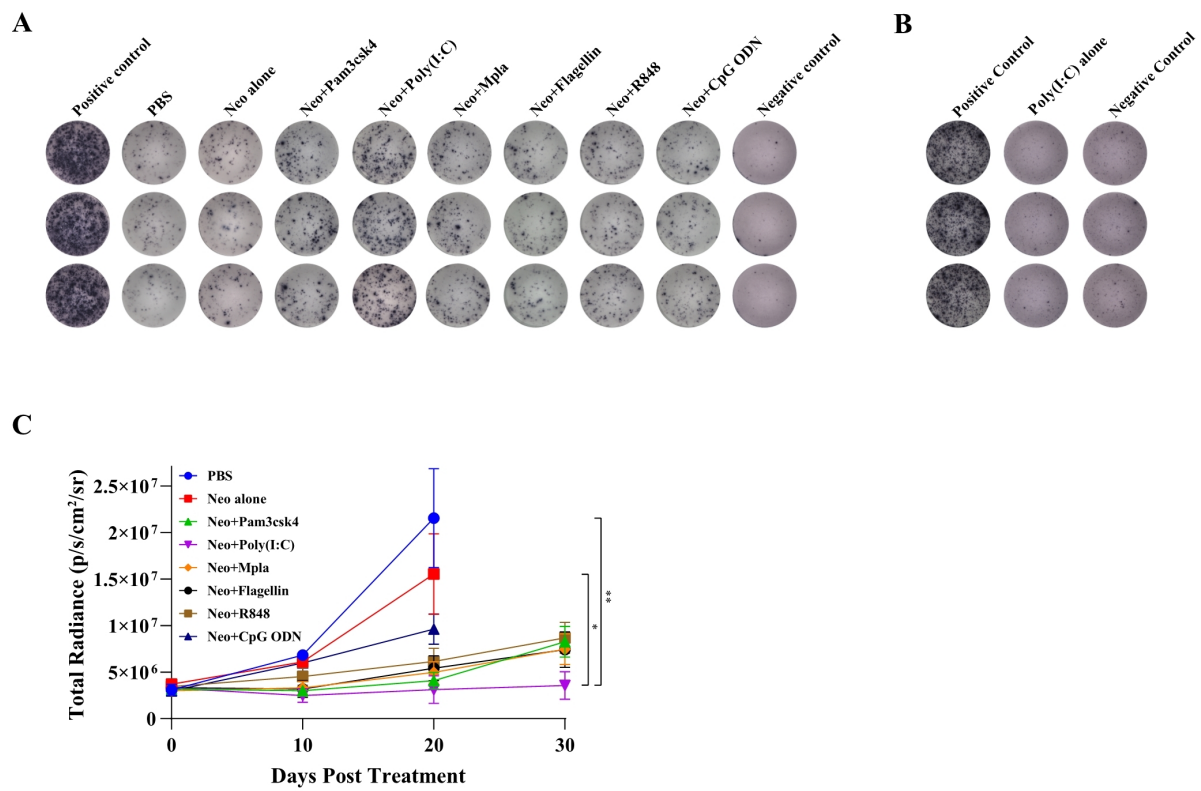 A
B
Positive control
PBS
Neo alone
Neo+Pam3csk4
Neo+Poly(I:C)
Neo+Mpla
Neo+Flagellin
Neo+R848
Neo+CpG ODN
Negative control
Positive Control
Poly(I:C) alone
Negative Control
C
Total Radiance (p/s/cm²/sr)
2.5×10⁷
2×10⁷
1.5×10⁷
1×10⁷
5×10⁶
0
PBS
Neo alone
Neo+Pam3csk4
Neo+Poly(I:C)
Neo+Mpla
Neo+Flagellin
Neo+R848
Neo+CpG ODN
*
**
0 10 20 30
Days Post Treatment